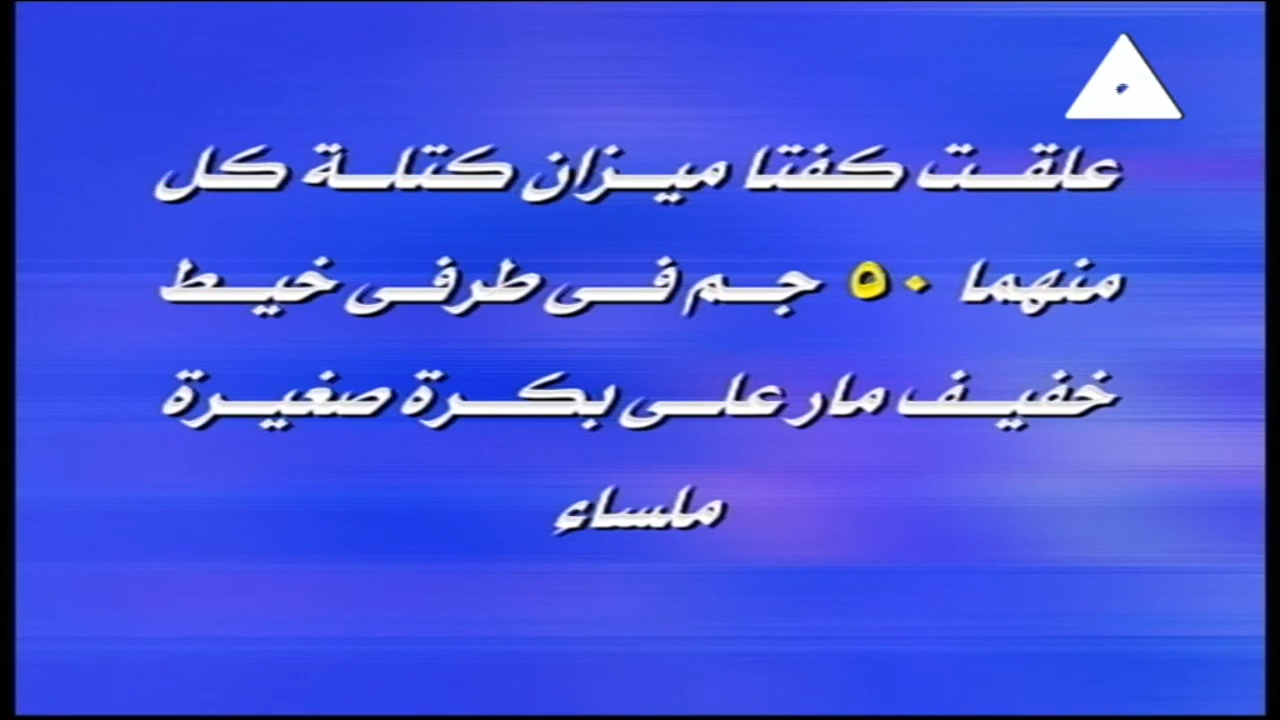 علقت كفتا ميزان كتلة كل
منهما ٥٠ جم فى طرفى خيط
خفيف مار على بكرة صغيرة
ملساء